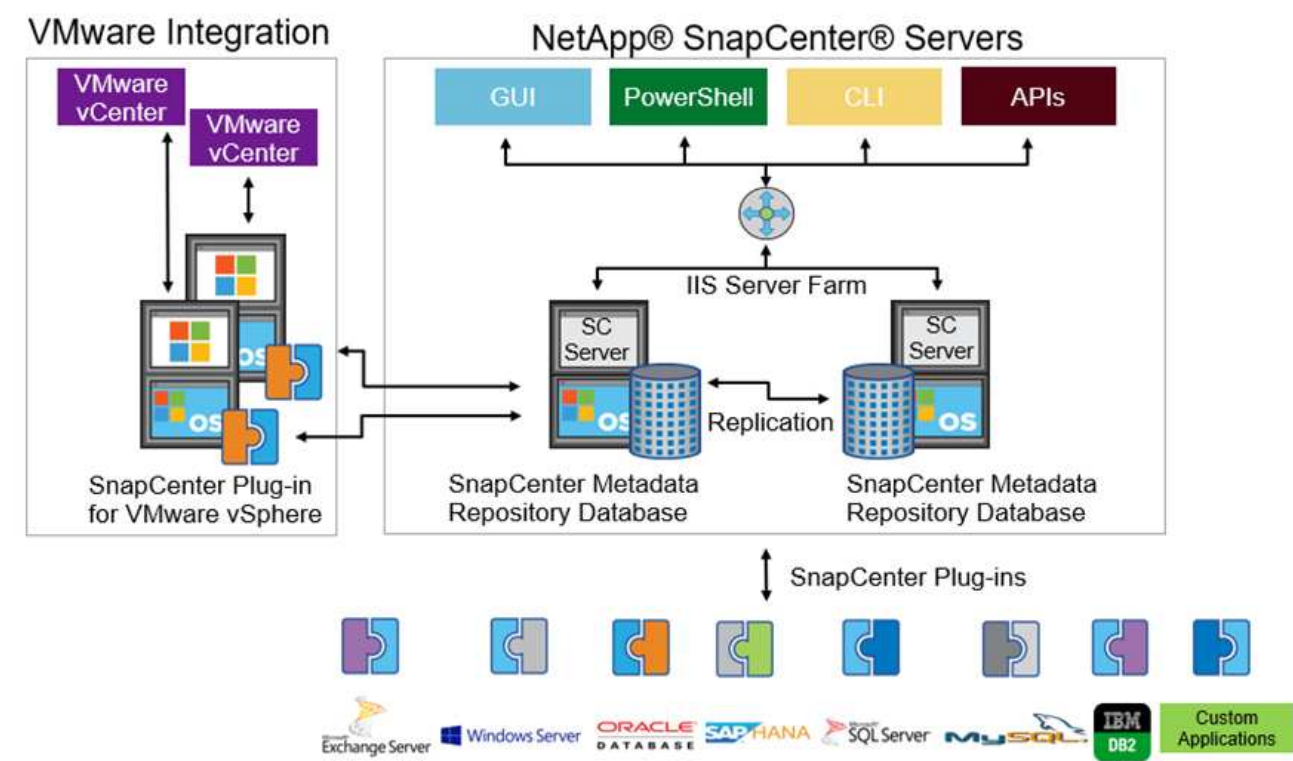 VMware Integration
NetApp® SnapCenter® Servers
VMware
vCenter
VMware
vCenter
GUI
PowerShell
CLI
APIs
IIS Server Farm
SC
Server
SC
Server
OS
OS
OS
OS
Replication
SnapCenter Plug-in
for VMware vSphere
SnapCenter Metadata
Repository Database
SnapCenter Metadata
Repository Database
SnapCenter Plug-ins
Microsoft
Exchange Server
Windows Server
ORACLE
DATABASE
SAP HANA
Microsoft
SQL Server
MySQL
IBM
DB2
Custom
Applications